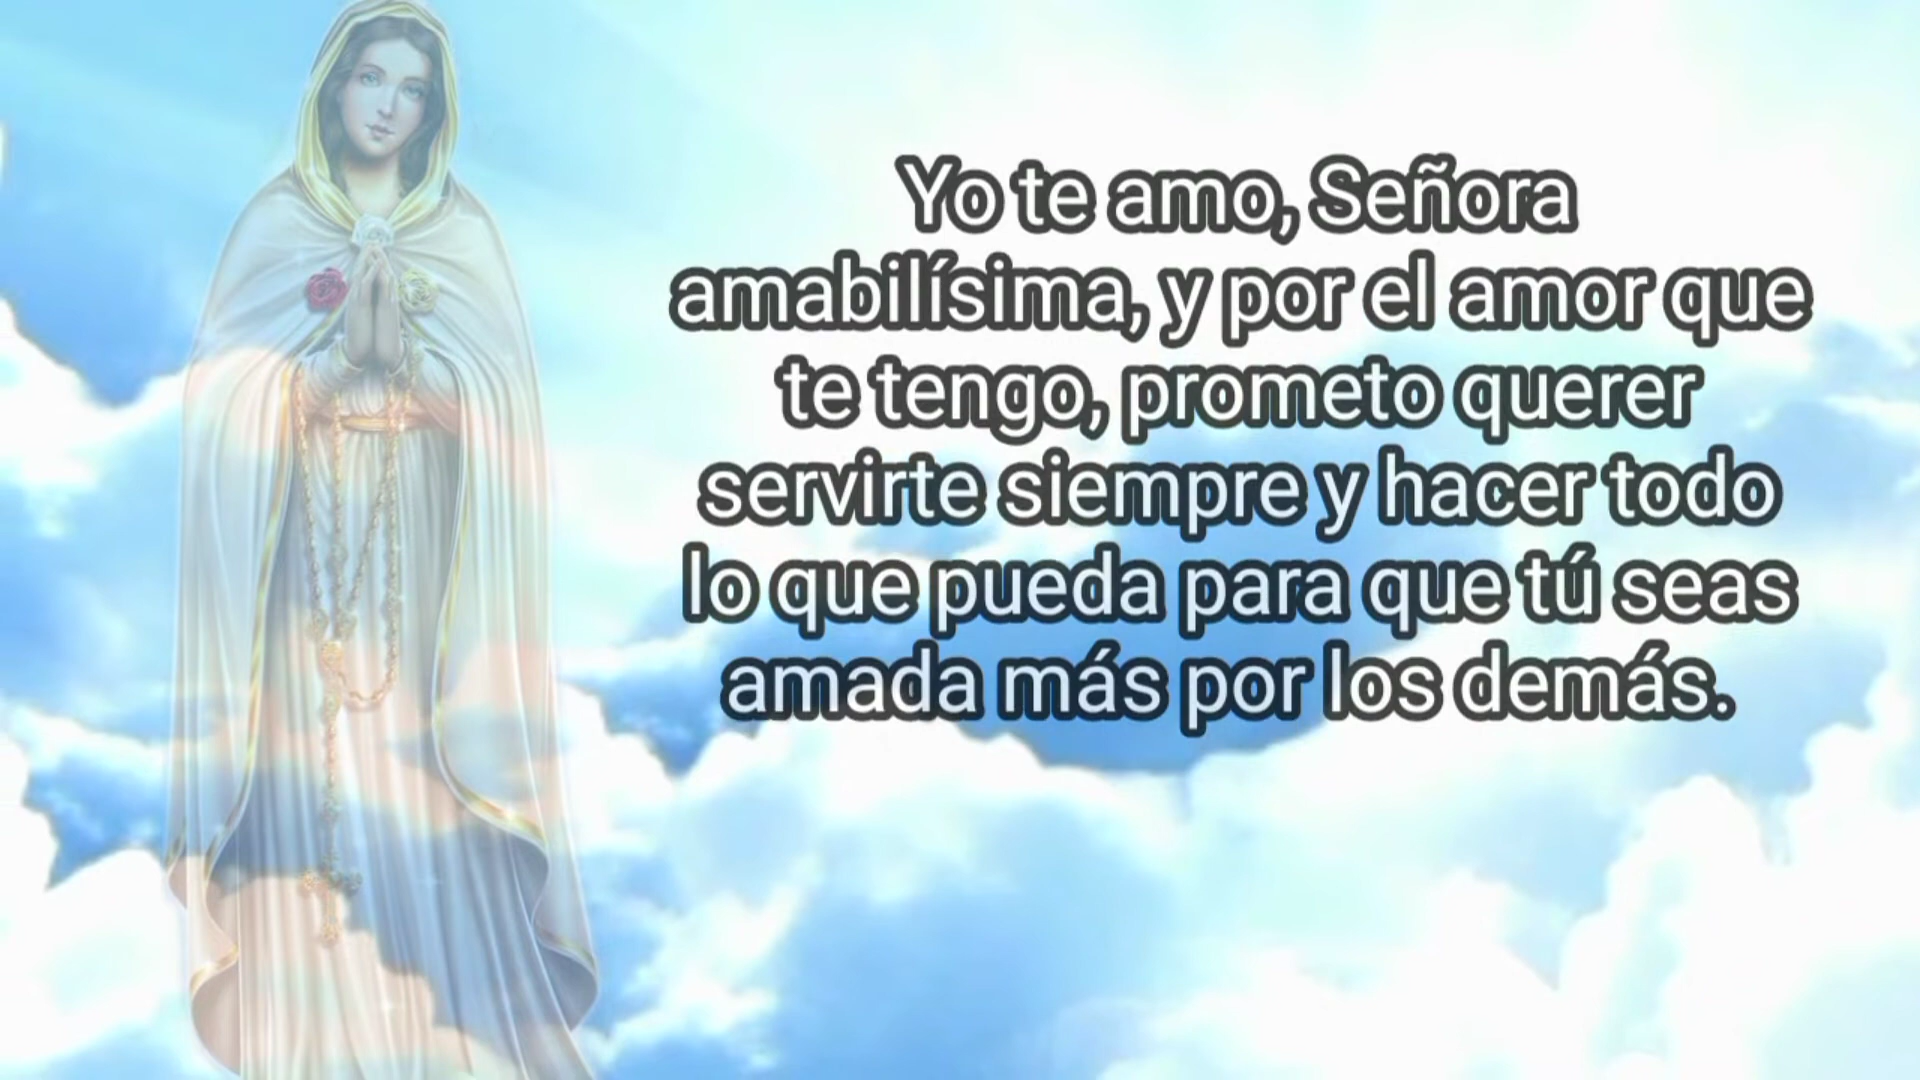 Yo te amo, Señora
amabilísima, y por el amor que
te tengo, prometo querer
servirte siempre y hacer todo
lo que pueda para que tú seas
amada más por los demás.